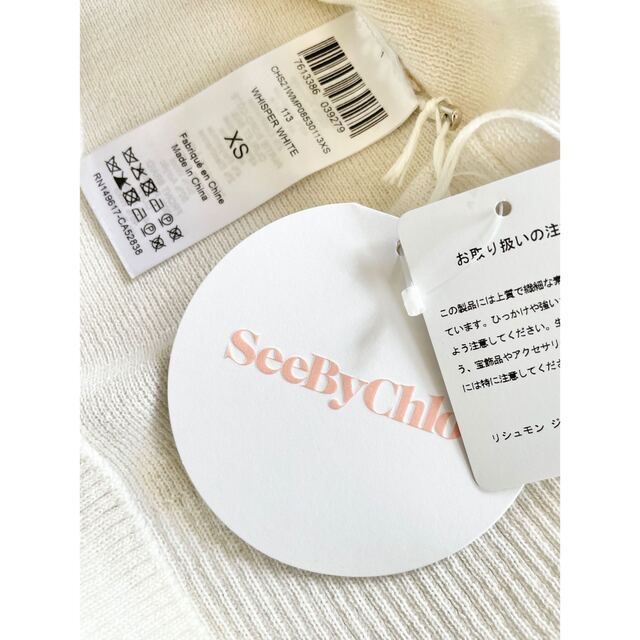 CHS21WMP08530113XS
7613386 039279
113
WHISPER WHITE
XS
Fabriqué en Chine
Made in China
RN149617-CA52838
SeeByChlo
お取り扱いの注
この製品には上質で繊細な素
ています。ひっかけや強い
よう注意してください。生
う、宝飾品やアクセサリ
には特に注意してくださ
リシュモン ジ